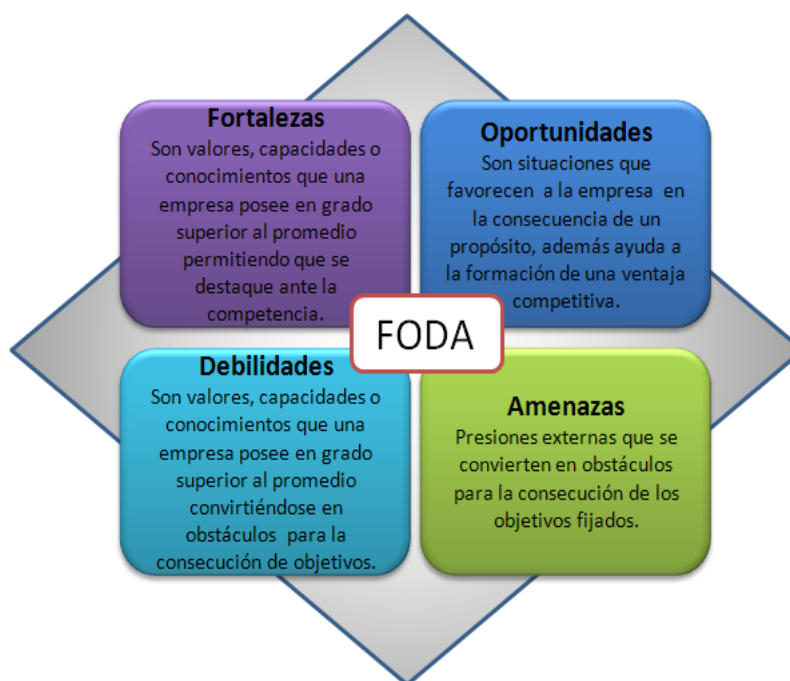 Fortalezas
Son valores, capacidades o
conocimientos que una
empresa posee en grado
superior al promedio
permitiendo que se
destaque ante la
competencia.
Oportunidades
Son situaciones que
favorecen a la empresa en
la consecuencia de un
propósito, además ayuda a
la formación de una ventaja
competitiva.
FODA
Debilidades
Son valores, capacidades o
conocimientos que una
empresa posee en grado
superior al promedio
convirtiéndose en
obstáculos para la
consecución de objetivos.
Amenazas
Presiones externas que se
convierten en obstáculos
para la consecución de los
objetivos fijados.